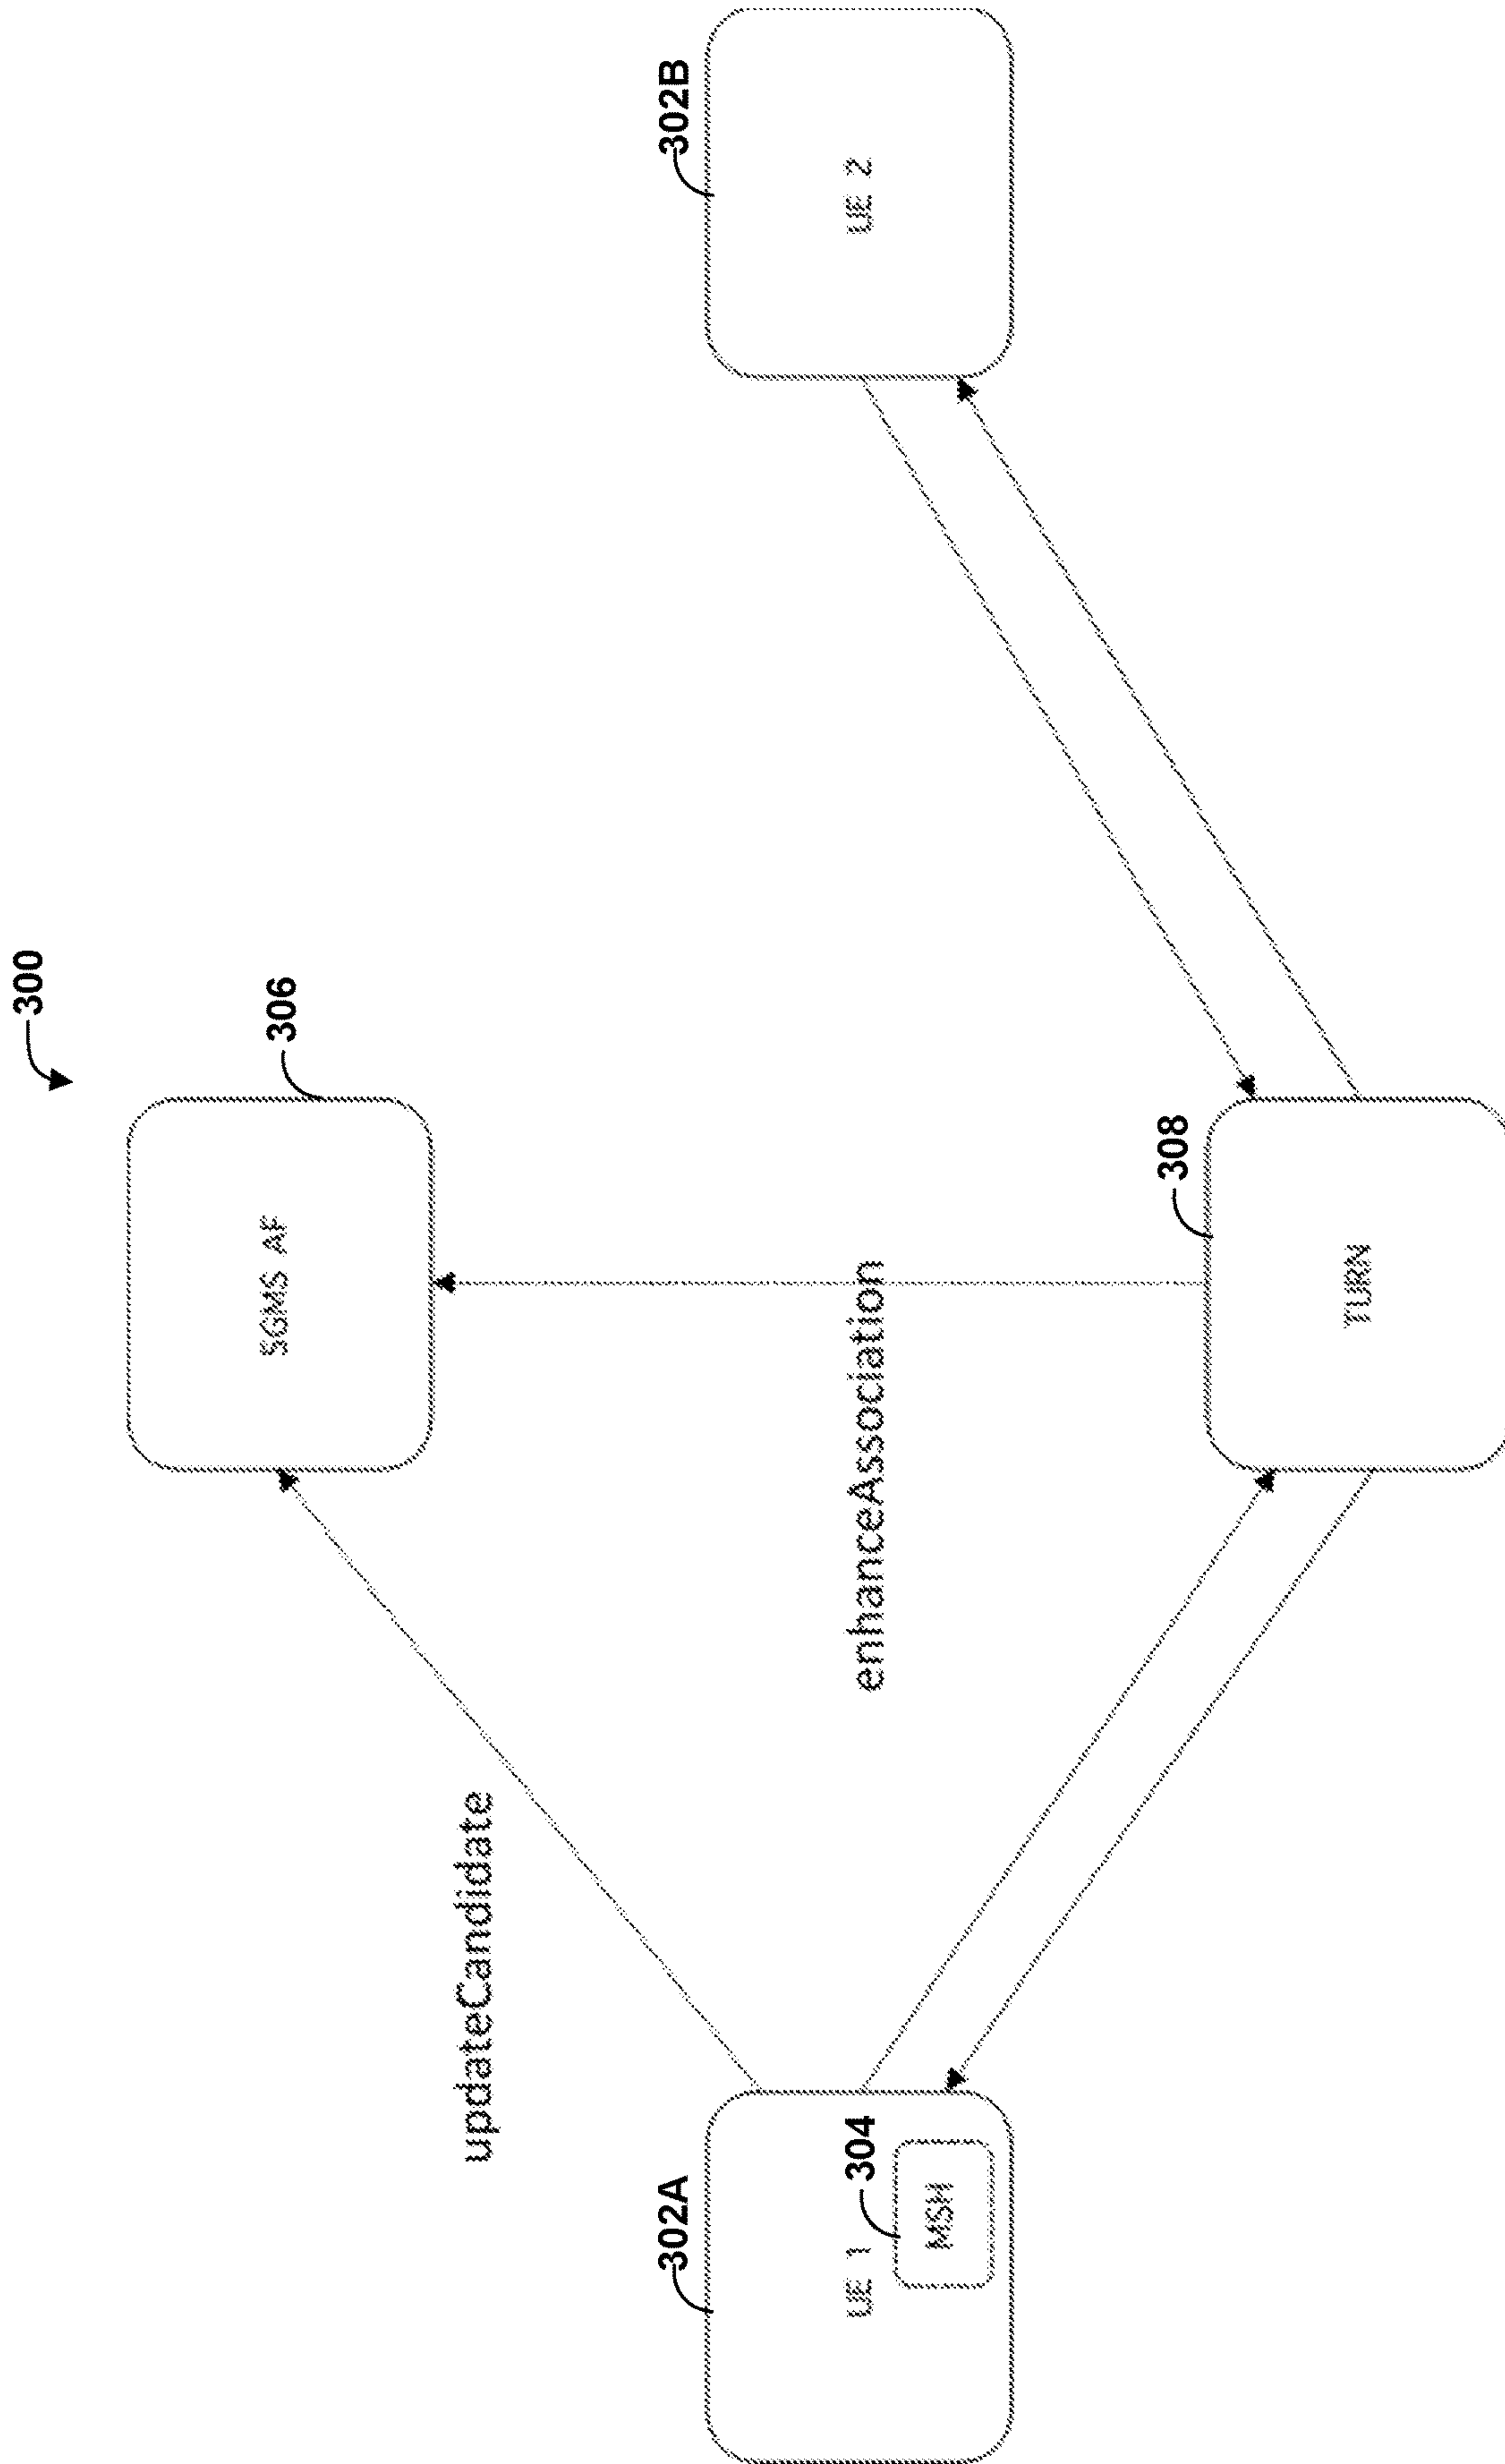 300
306
5GMS AF
updateCandidate
302A
UE 1
304
MSH
302B
UE 2
enhanceAssociation
308
TURN